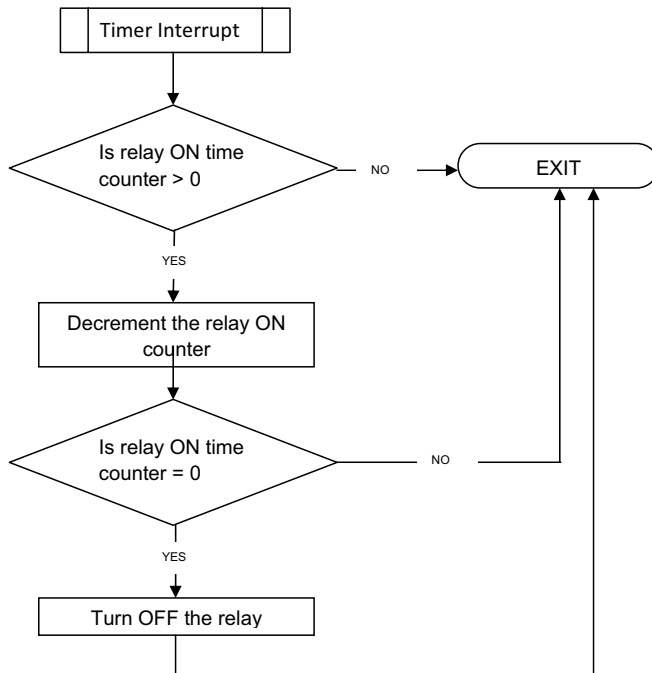 Timer Interrupt
Is relay ON time
counter > 0
NO
EXIT
YES
Decrement the relay ON
counter
Is relay ON time
counter = 0
NO
YES
Turn OFF the relay